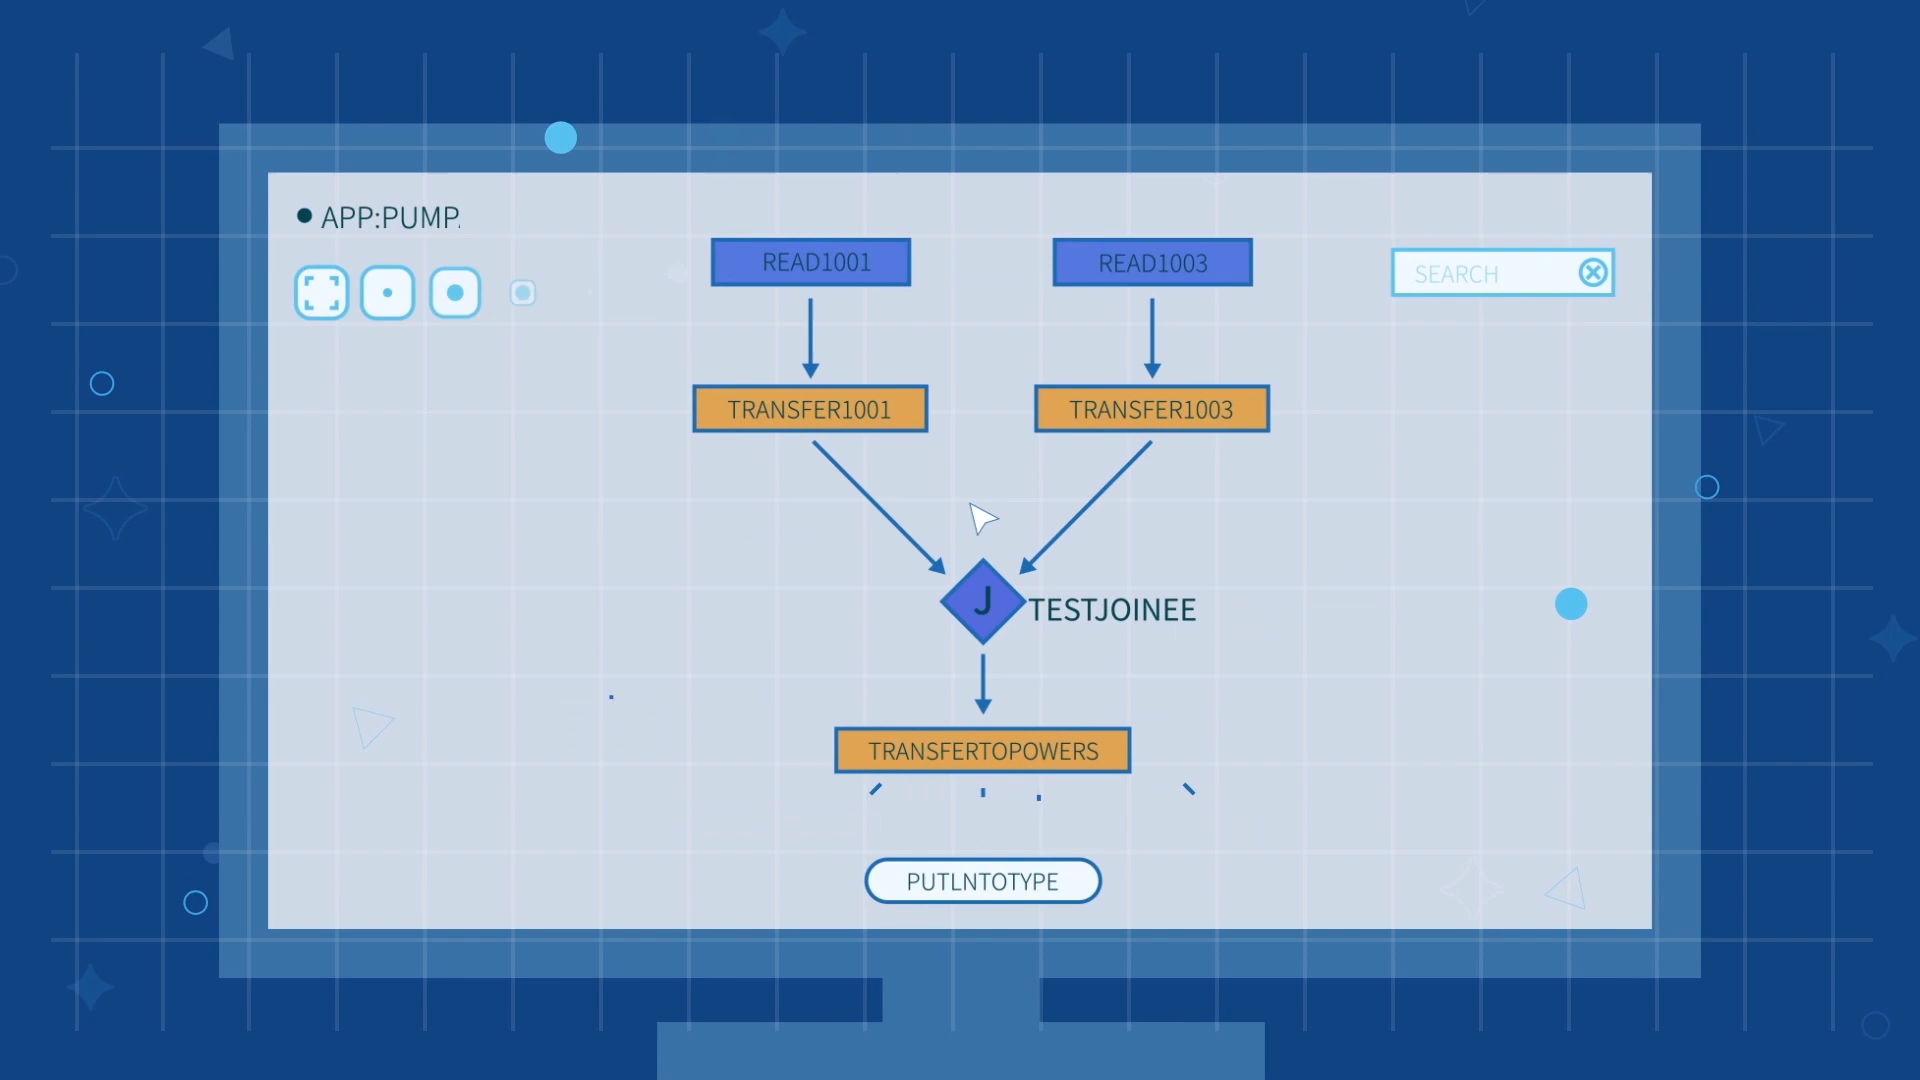 APP:PUMP.
READ1001
READ1003
SEARCH
TRANSFER1001
TRANSFER1003
J
TESTJOINEE
TRANSFERTOPOWERS
PUTLNTOTYPE